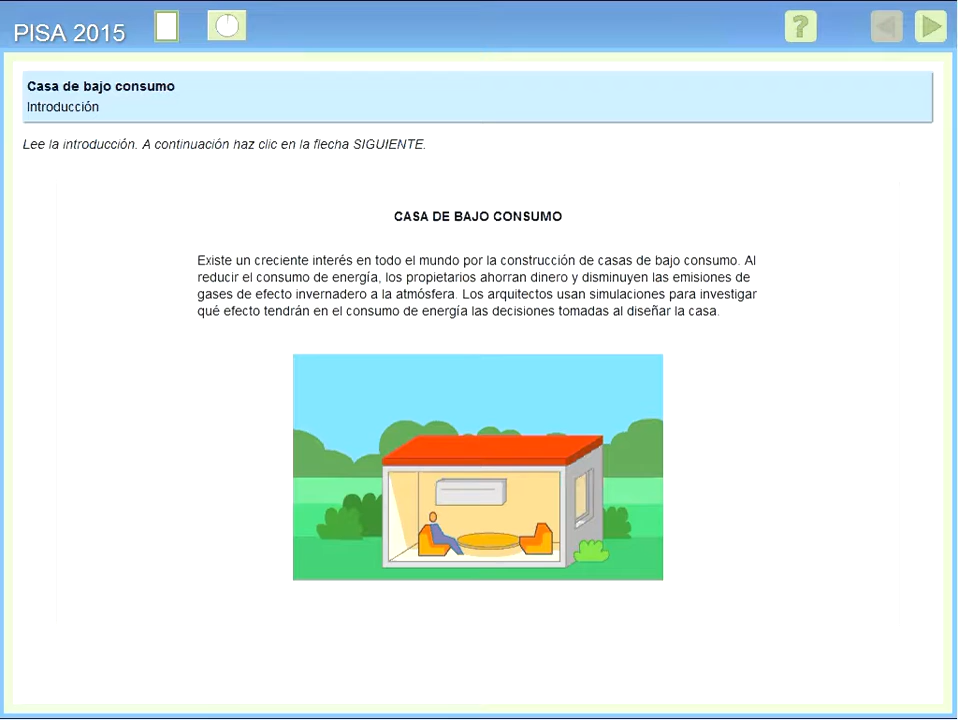 PISA 2015
?
Casa de bajo consumo
Introducción
Lee la introducción. A continuación haz clic en la flecha SIGUIENTE.
CASA DE BAJO CONSUMO
Existe un creciente interés en todo el mundo por la construcción de casas de bajo consumo. Al
reducir el consumo de energía, los propietarios ahorran dinero y disminuyen las emisiones de
gases de efecto invernadero a la atmósfera. Los arquitectos usan simulaciones para investigar
qué efecto tendrán en el consumo de energía las decisiones tomadas al diseñar la casa.